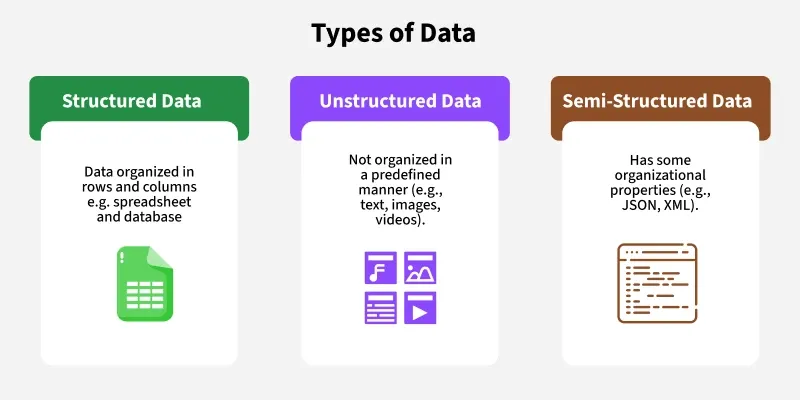 Types of Data
Structured Data
Data organized in
rows and columns
e.g. spreadsheet
and database
Unstructured Data
Not organized in
a predefined
manner (e.g.,
text, images,
videos).
Semi-Structured Data
Has some
organizational
properties (e.g.,
JSON, XML).